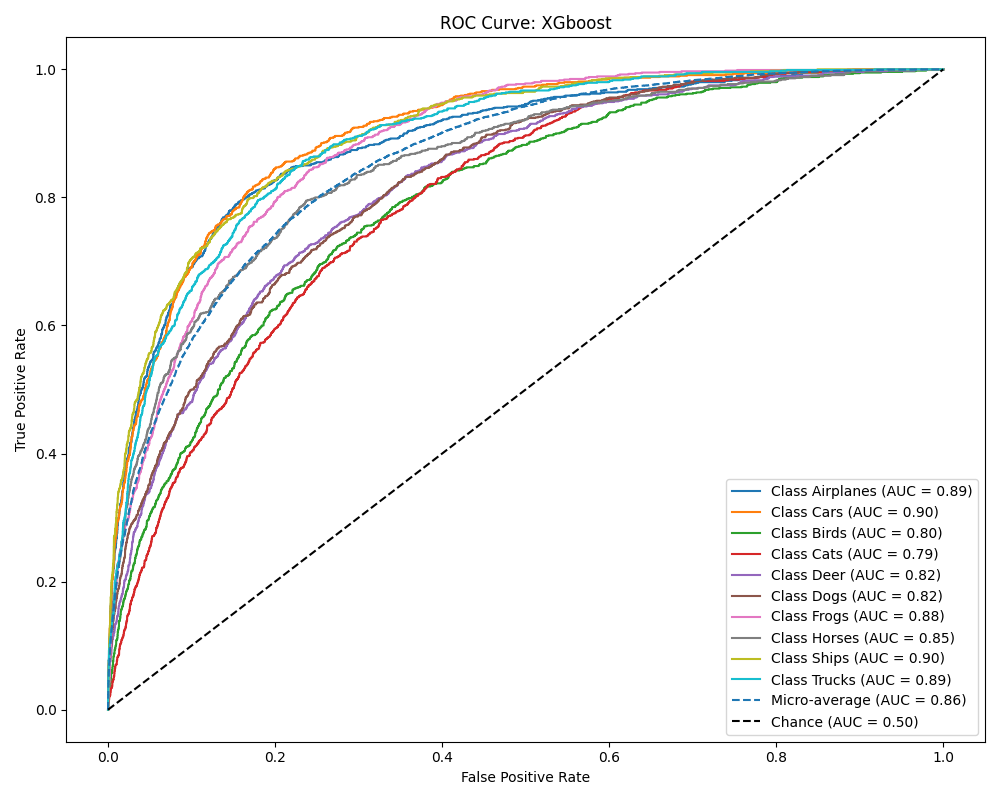 ROC Curve: XGboost
True Positive Rate
1.0
0.8
0.6
0.4
0.2
0.0
Class Airplanes (AUC = 0.89)
Class Cars (AUC = 0.90)
Class Birds (AUC = 0.80)
Class Cats (AUC = 0.79)
Class Deer (AUC = 0.82)
Class Dogs (AUC = 0.82)
Class Frogs (AUC = 0.88)
Class Horses (AUC = 0.85)
Class Ships (AUC = 0.90)
Class Trucks (AUC = 0.89)
Micro-average (AUC = 0.86)
Chance (AUC = 0.50)
0.0 0.2 0.4 0.6 0.8 1.0
False Positive Rate